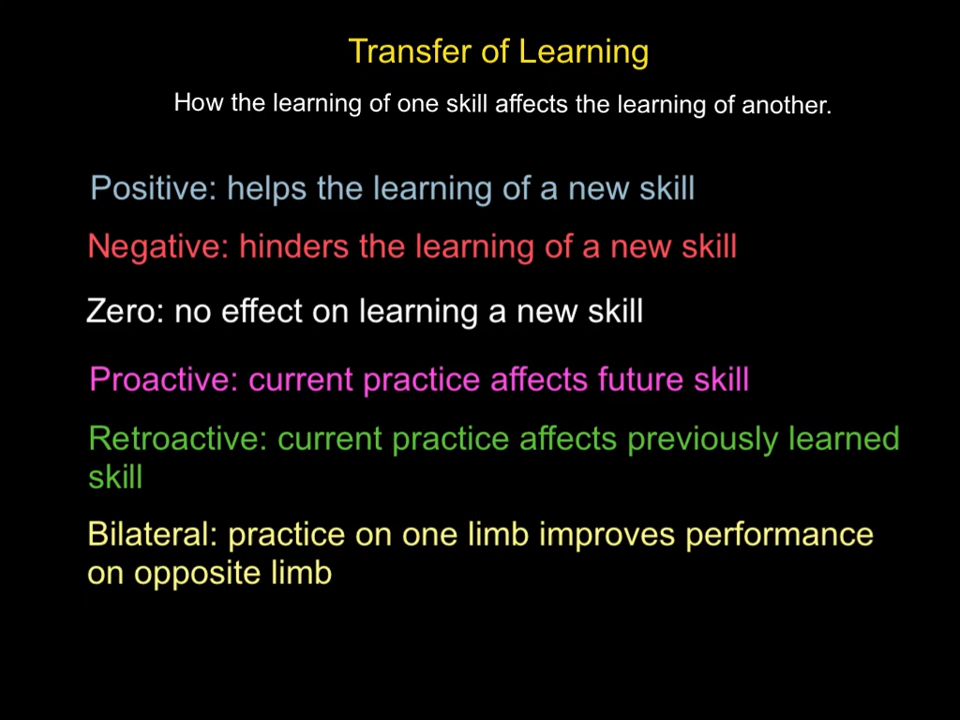 Transfer of Learning
How the learning of one skill affects the learning of another.
Positive: helps the learning of a new skill
Negative: hinders the learning of a new skill
Zero: no effect on learning a new skill
Proactive: current practice affects future skill
Retroactive: current practice affects previously learned
skill
Bilateral: practice on one limb improves performance
on opposite limb